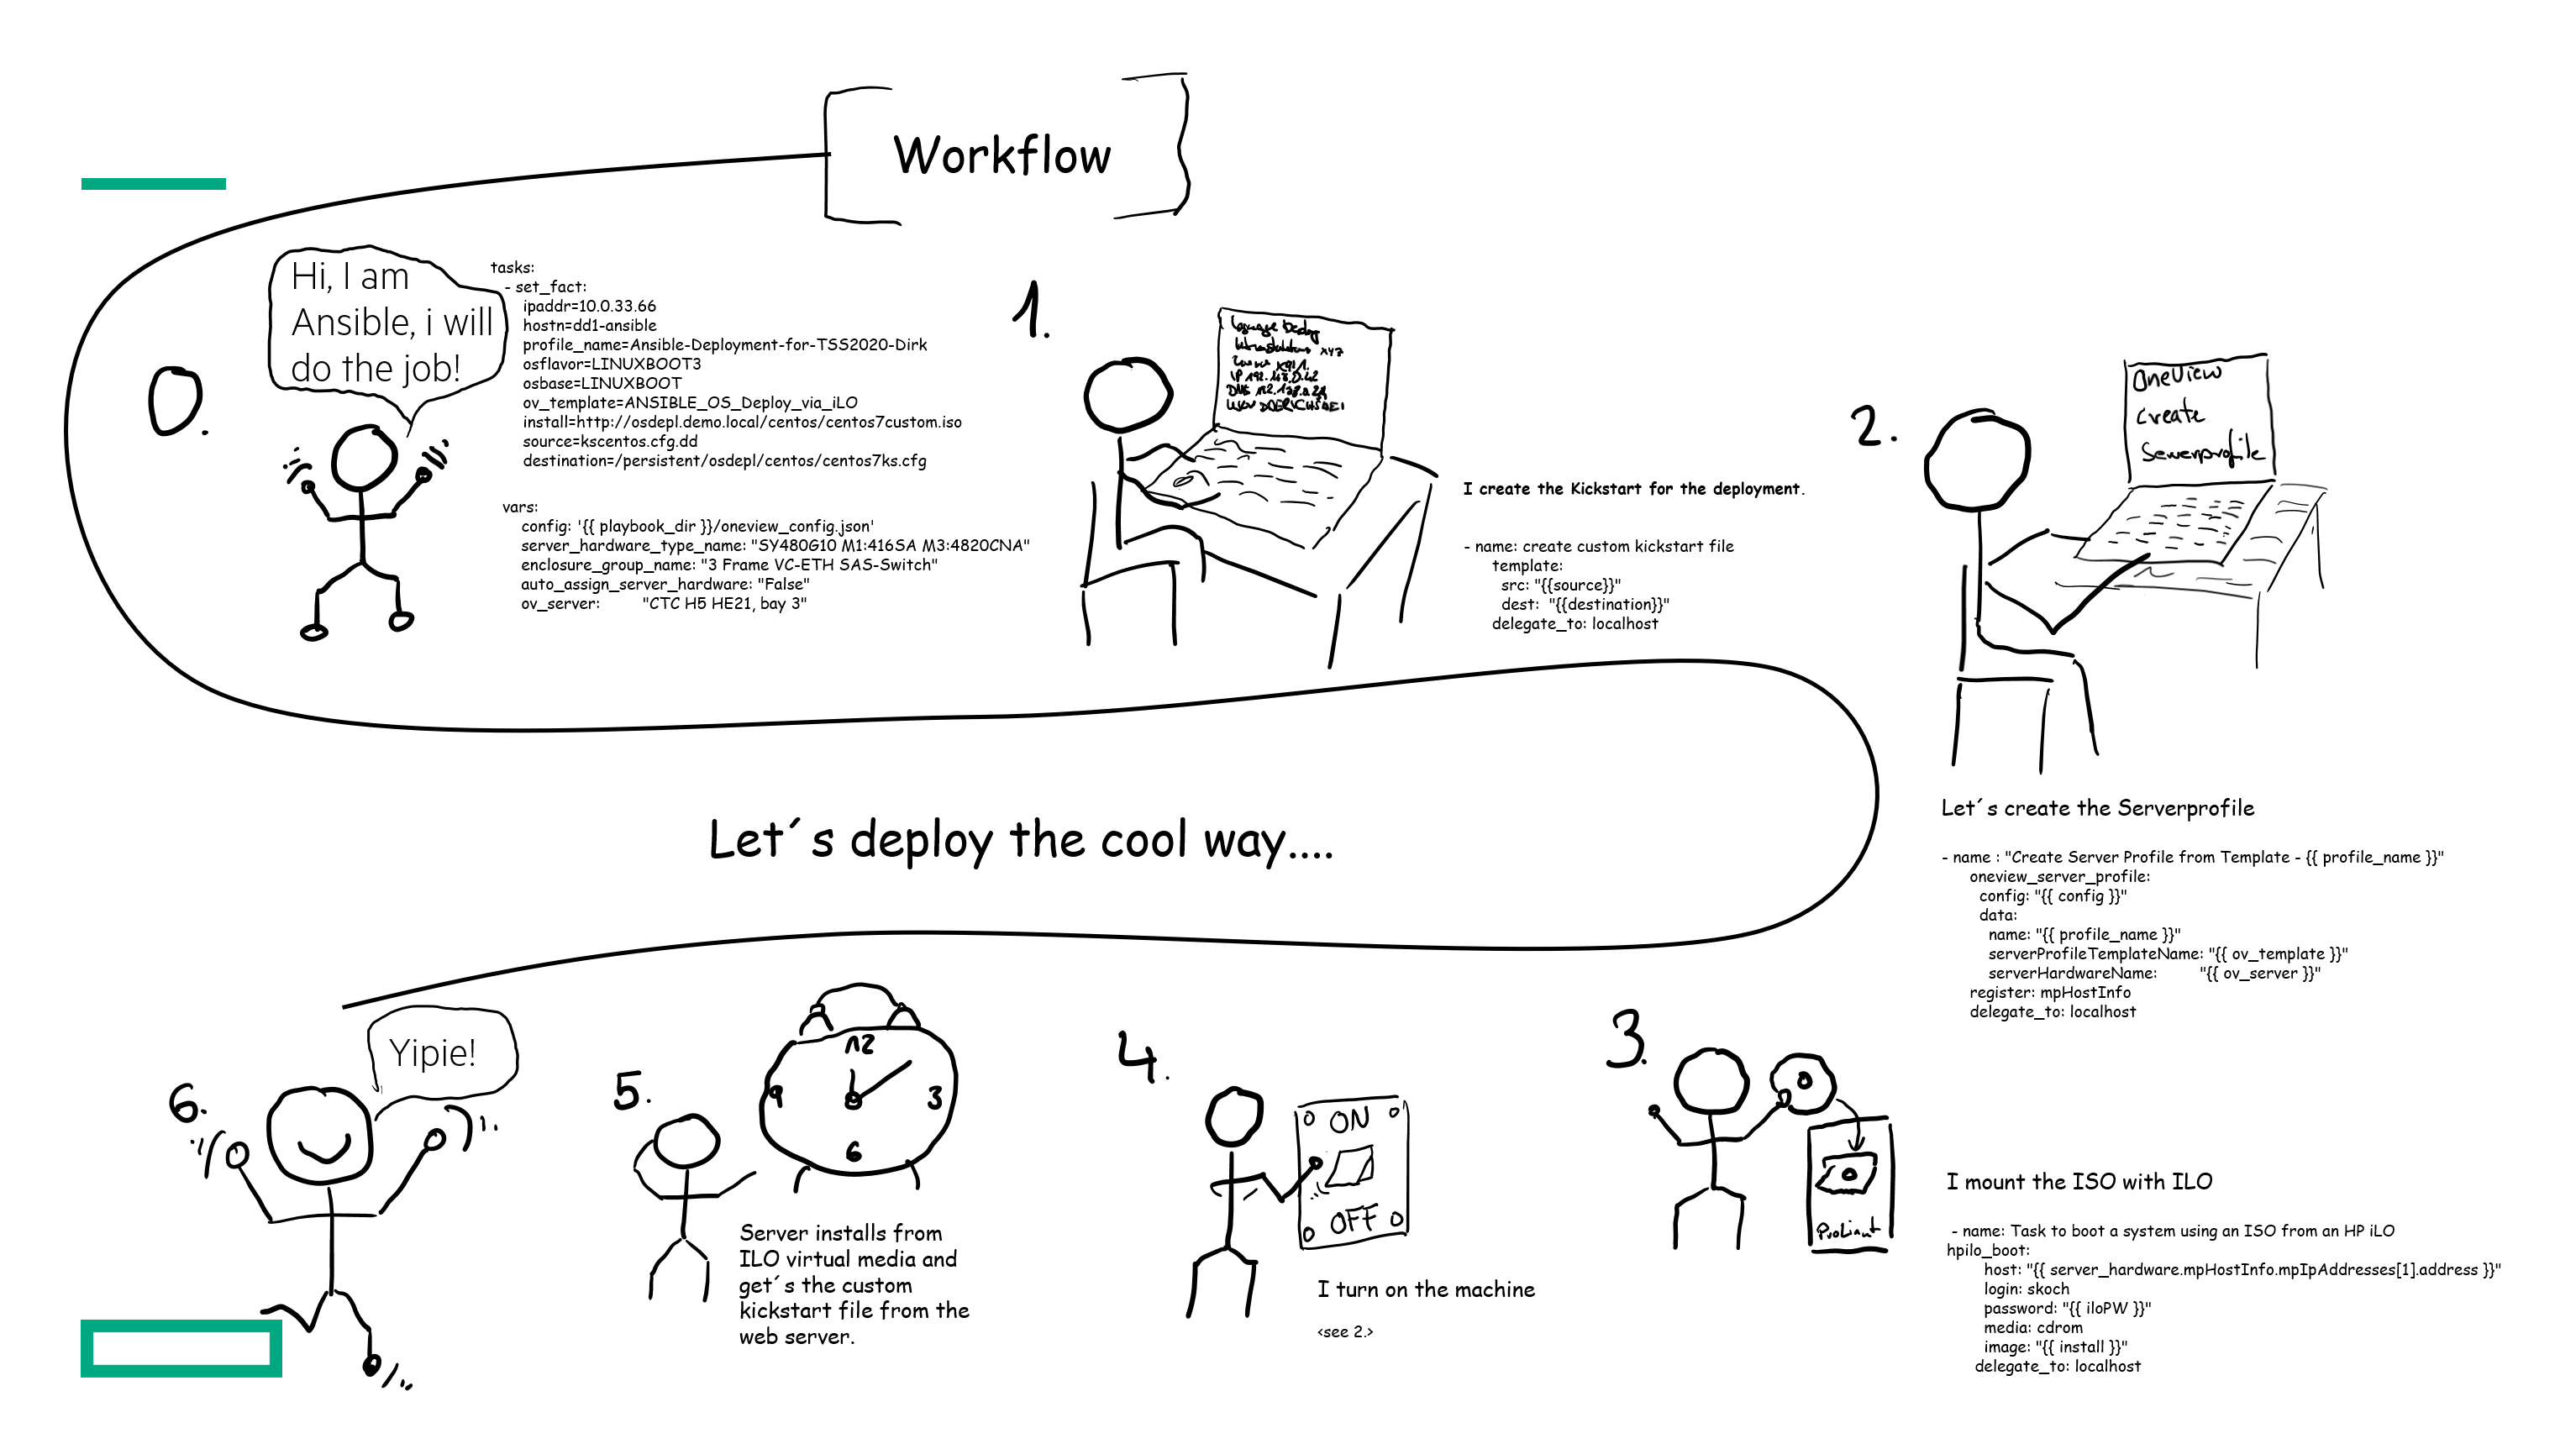 Workflow
0.
Hi, I am
Ansible, i will
do the job!
tasks:
- set_fact:
ipaddr=10.0.33.66
hostn=dd1-ansible
profile_name=Ansible-Deployment-for-TSS2020-Dirk
osflavor=LINUXBOOT3
osbase=LINUXBOOT
ov_template=ANSIBLE_OS_Deploy_via_iLO
install=http://osdepl.demo.local/centos/centos7custom.iso
source=kscentos.cfg.dd
destination=/persistent/osdepl/centos/centos7ks.cfg
vars:
config: '{{ playbook_dir }}/oneview_config.json'
server_hardware_type_name: "SY480G10 M1:416SA M3:4820CNA"
enclosure_group_name: "3 Frame VC-ETH SAS-Switch"
auto_assign_server_hardware: "False"
ov_server: "CTC H5 HE21, bay 3"
1.
xyz
IP
I create the Kickstart for the deployment.
- name: create custom kickstart file
template:
src: "{{source}}"
dest: "{{destination}}"
delegate_to: localhost
2.
OneView
Create
Serverprofile
Let´s create the Serverprofile
- name : "Create Server Profile from Template - {{ profile_name }}"
oneview_server_profile:
config: "{{ config }}"
data:
name: "{{ profile_name }}"
serverProfileTemplateName: "{{ ov_template }}"
serverHardwareName: "{{ ov_server }}"
register: mpHostInfo
delegate_to: localhost
Let´s deploy the cool way....
3.
Proliant
I mount the ISO with ILO
- name: Task to boot a system using an ISO from an HP iLO
hpilo_boot:
host: "{{ server_hardware.mpHostInfo.mpIpAddresses[1].address }}"
login: skoch
password: "{{ iloPW }}"
media: cdrom
image: "{{ install }}"
delegate_to: localhost
4.
ON
OFF
I turn on the machine
<see 2.>
5.
12
9
3
6
Server installs from
ILO virtual media and
get´s the custom
kickstart file from the
web server.
6.
Yipie!